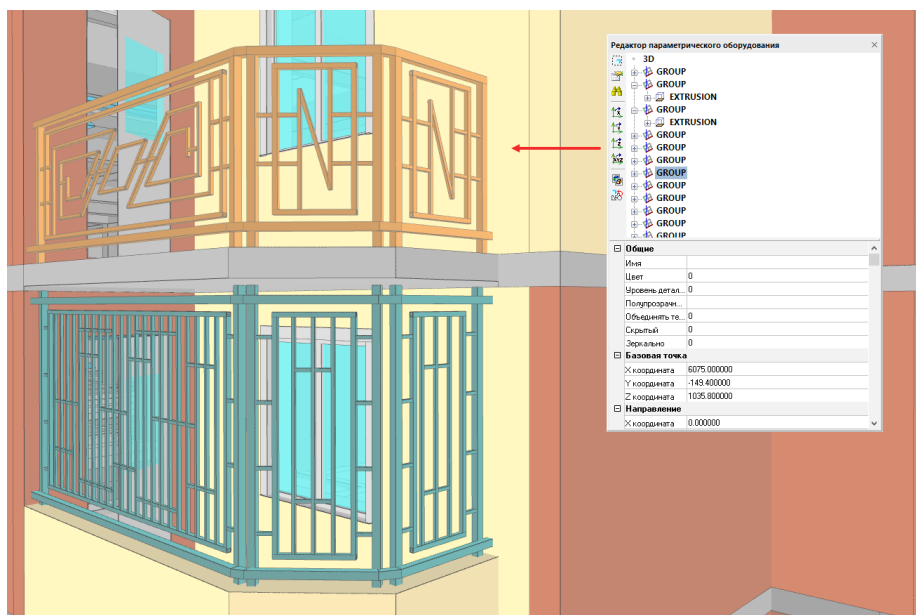 Редактор параметрического оборудования
3D
GROUP
GROUP
EXTRUSION
GROUP
EXTRUSION
GROUP
GROUP
GROUP
GROUP
GROUP
GROUP
GROUP
GROUP
GROUP
Общие
Имя
Цвет 0
Уровень детал... 0
Полупрозрачн...
Объединять те... 0
Скрытый 0
Зеркально 0
Базовая точка
X координата 6075.000000
Y координата -149.400000
Z координата 1035.800000
Направление
X координата 0.000000